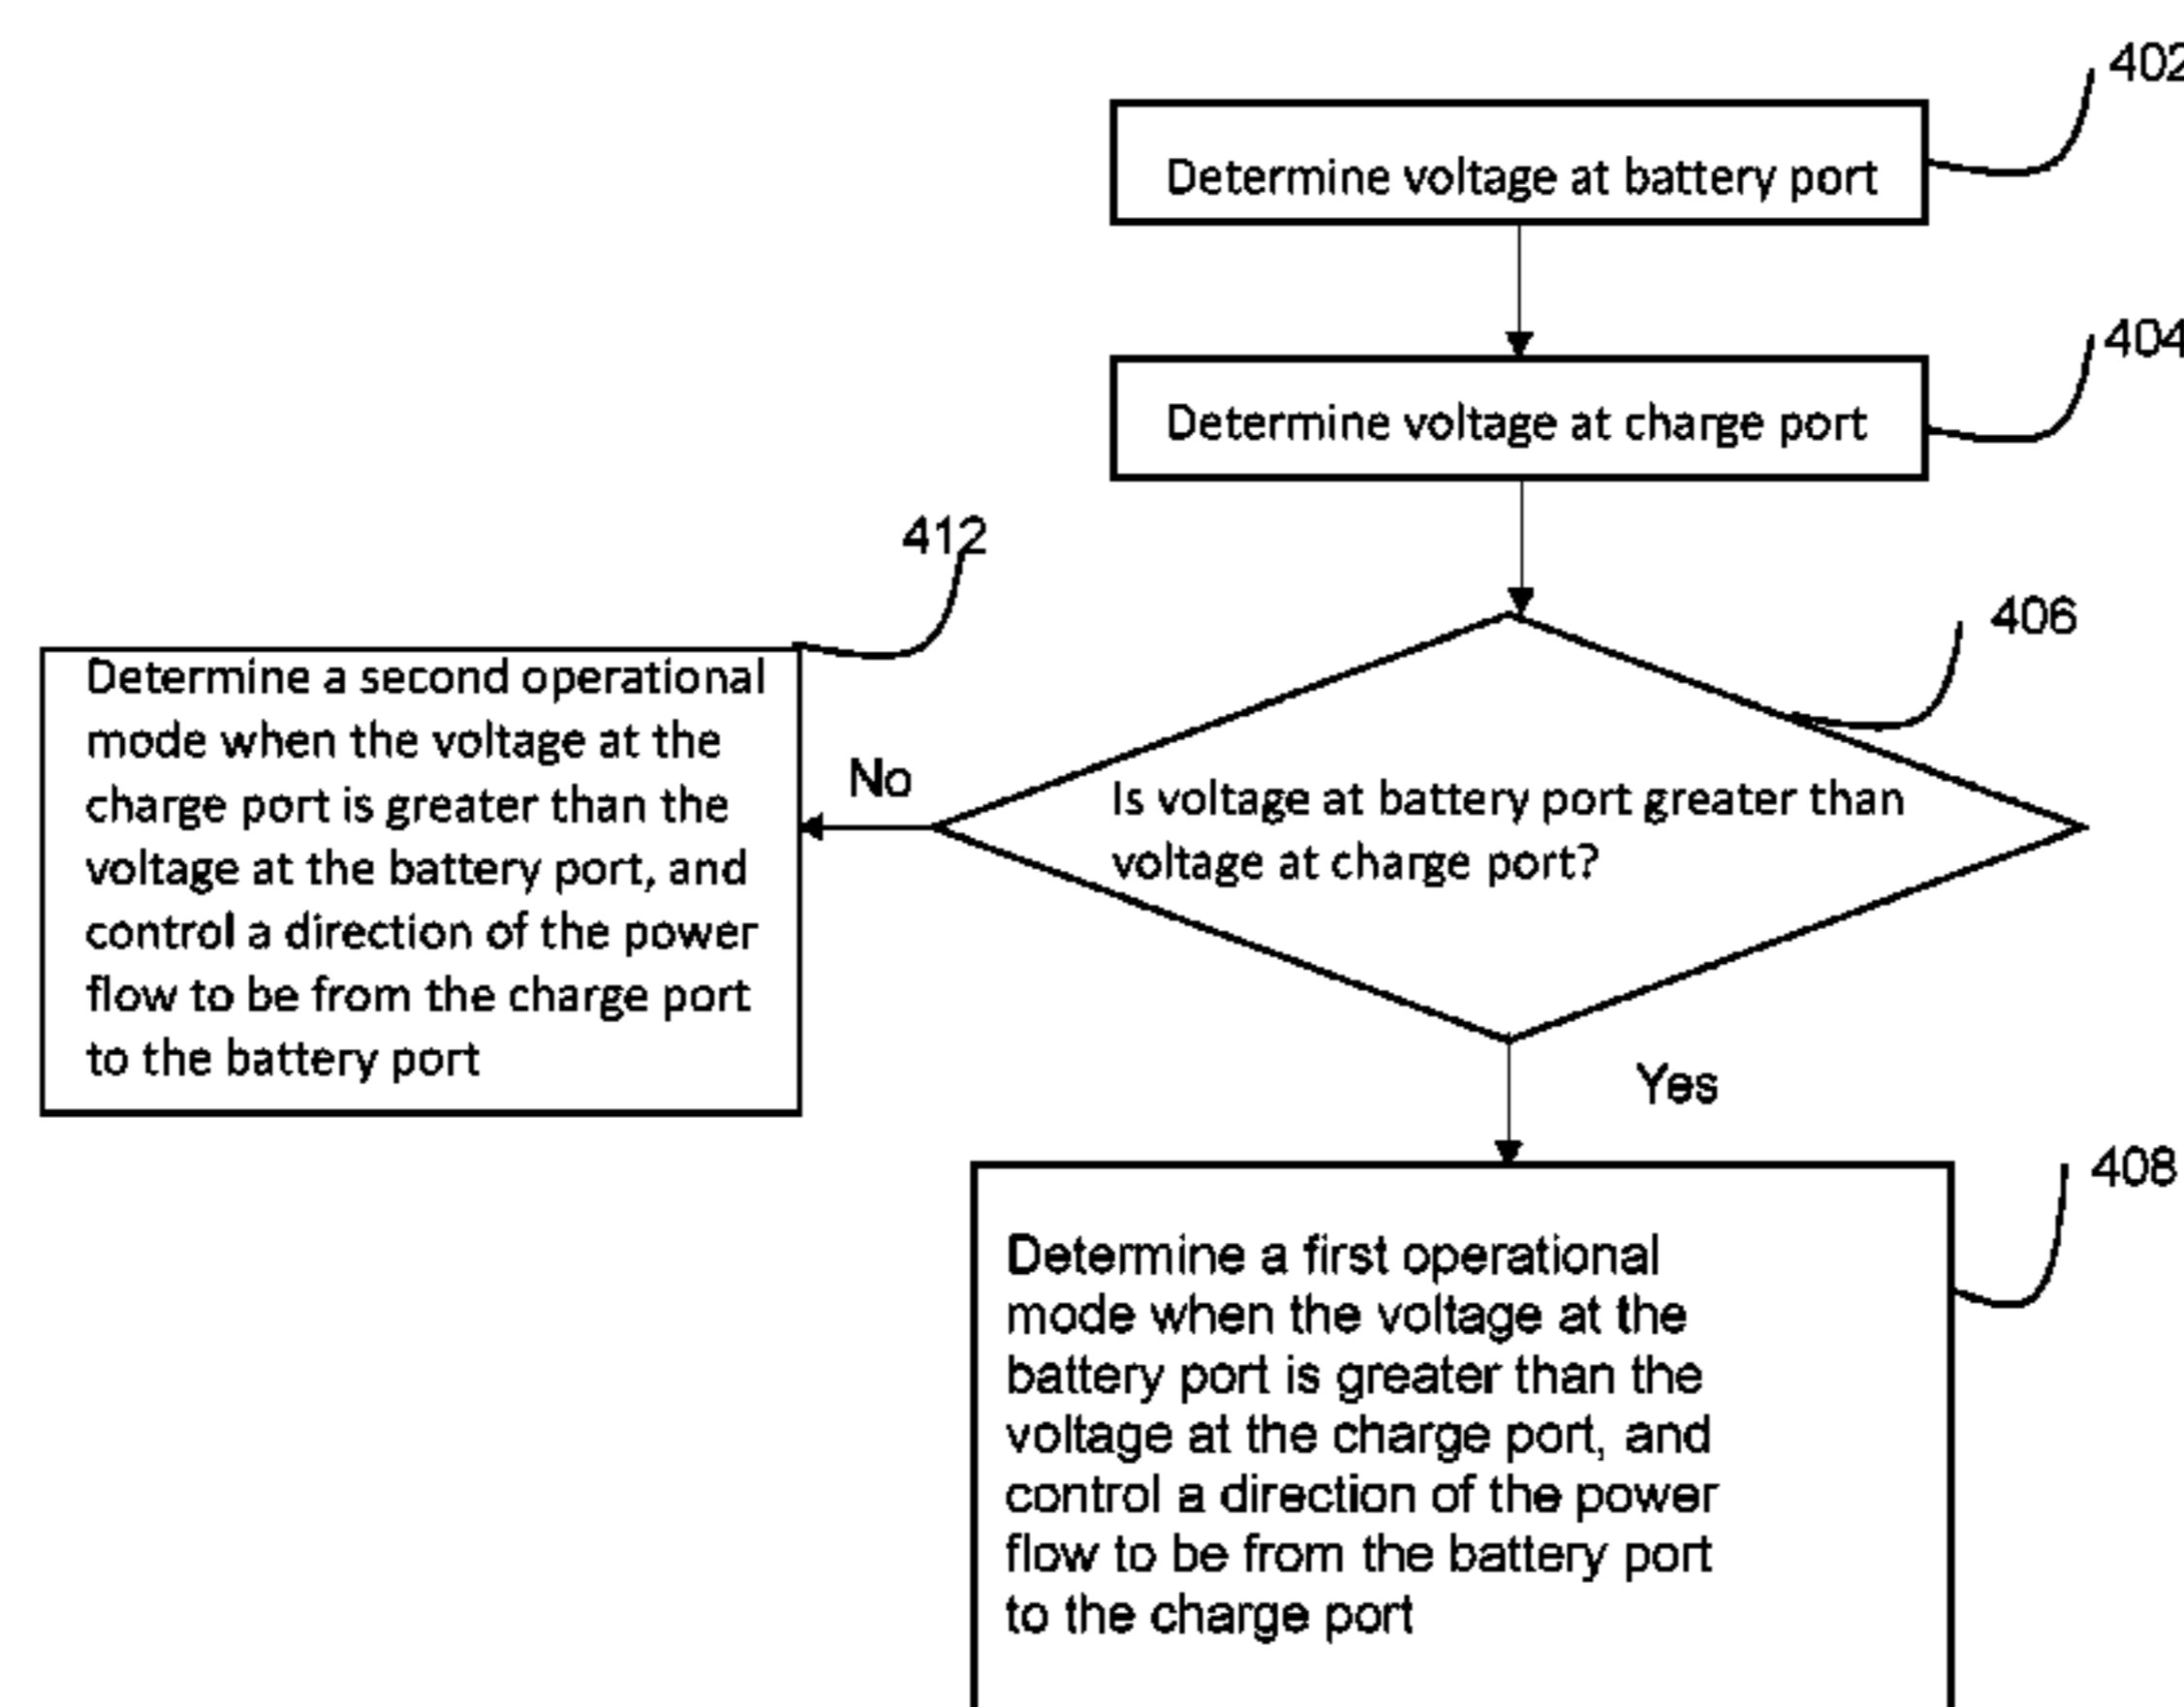 402
Determine voltage at battery port
404
Determine voltage at charge port
412
406
Determine a second operational
mode when the voltage at the
charge port is greater than the
voltage at the battery port, and
control a direction of the power
flow to be from the charge port
to the battery port
No
Is voltage at battery port greater than
voltage at charge port?
Yes
408
Determine a first operational
mode when the voltage at the
battery port is greater than the
voltage at the charge port, and
control a direction of the power
flow to be from the battery port
to the charge port